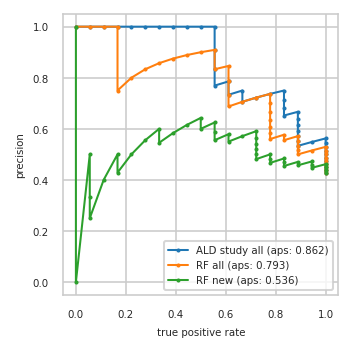 1.0
0.8
0.6
0.4
0.2
0.0
precision
ALD study all (aps: 0.862)
RF all (aps: 0.793)
RF new (aps: 0.536)
0.0 0.2 0.4 0.6 0.8 1.0
true positive rate